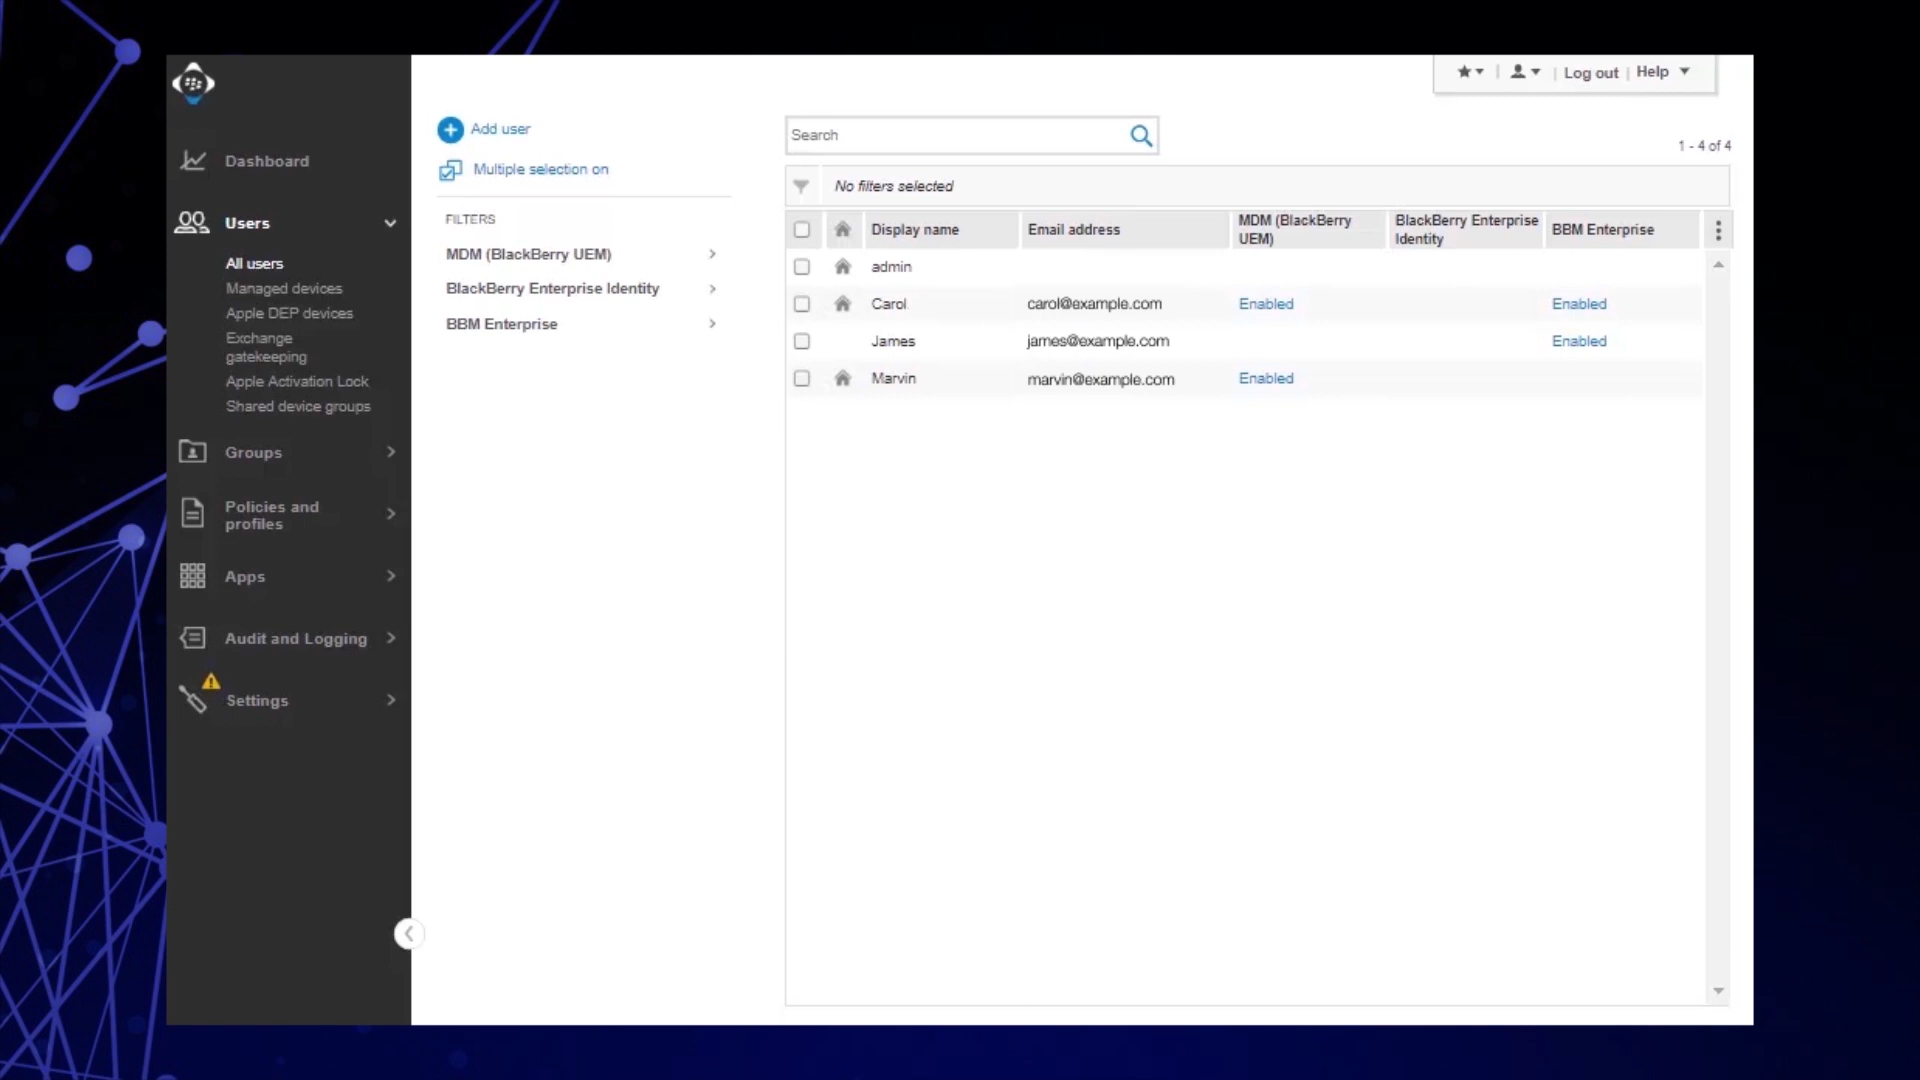 Log out
Help
Add user
Multiple selection on
Search
1 - 4 of 4
Dashboard
Users
All users
Managed devices
Apple DEP devices
Exchange
gatekeeping
Apple Activation Lock
Shared device groups
Groups
Policies and
profiles
Apps
Audit and Logging
Settings
FILTERS
MDM (BlackBerry UEM)
BlackBerry Enterprise Identity
BBM Enterprise
No filters selected
Display name
Email address
MDM (BlackBerry
UEM)
BlackBerry Enterprise
Identity
BBM Enterprise
admin
Carol carol@example.com Enabled Enabled
James james@example.com Enabled
Marvin marvin@example.com Enabled